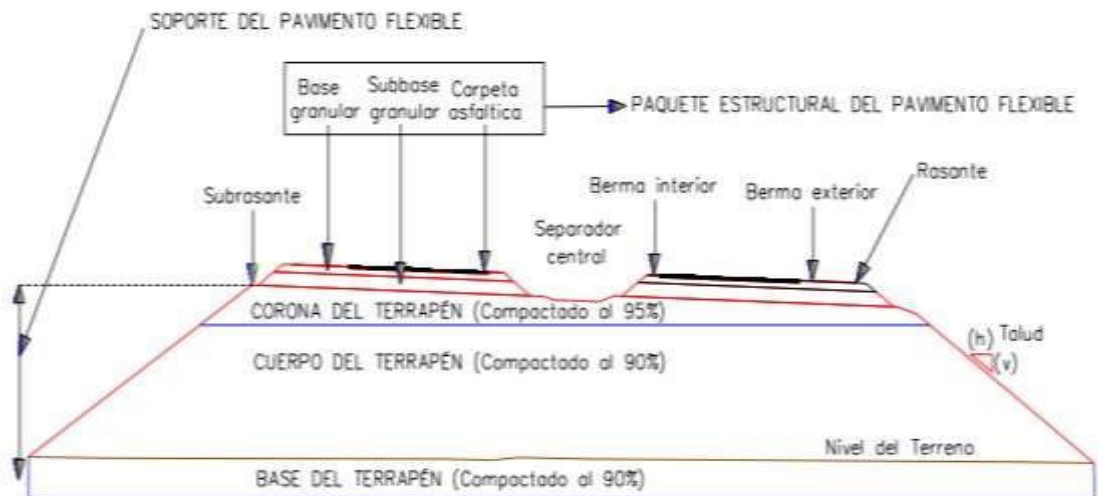 SOPORTE DEL PAVIMENTO FLEXIBLE
Base granular
Subbase granular
Carpeta asfaltica
PAQUETE ESTRUCTURAL DEL PAVIMENTO FLEXIBLE
Subrasante
Separador
central
Berma interior
Berma exterior
Rasante
CORONA DEL TERRAPÉN (Compactado al 95%)
CUERPO DEL TERRAPÉN (Compactado al 90%)
(h) Talud
(v)
Nivel del Terreno
BASE DEL TERRAPÉN (Compactado al 90%)